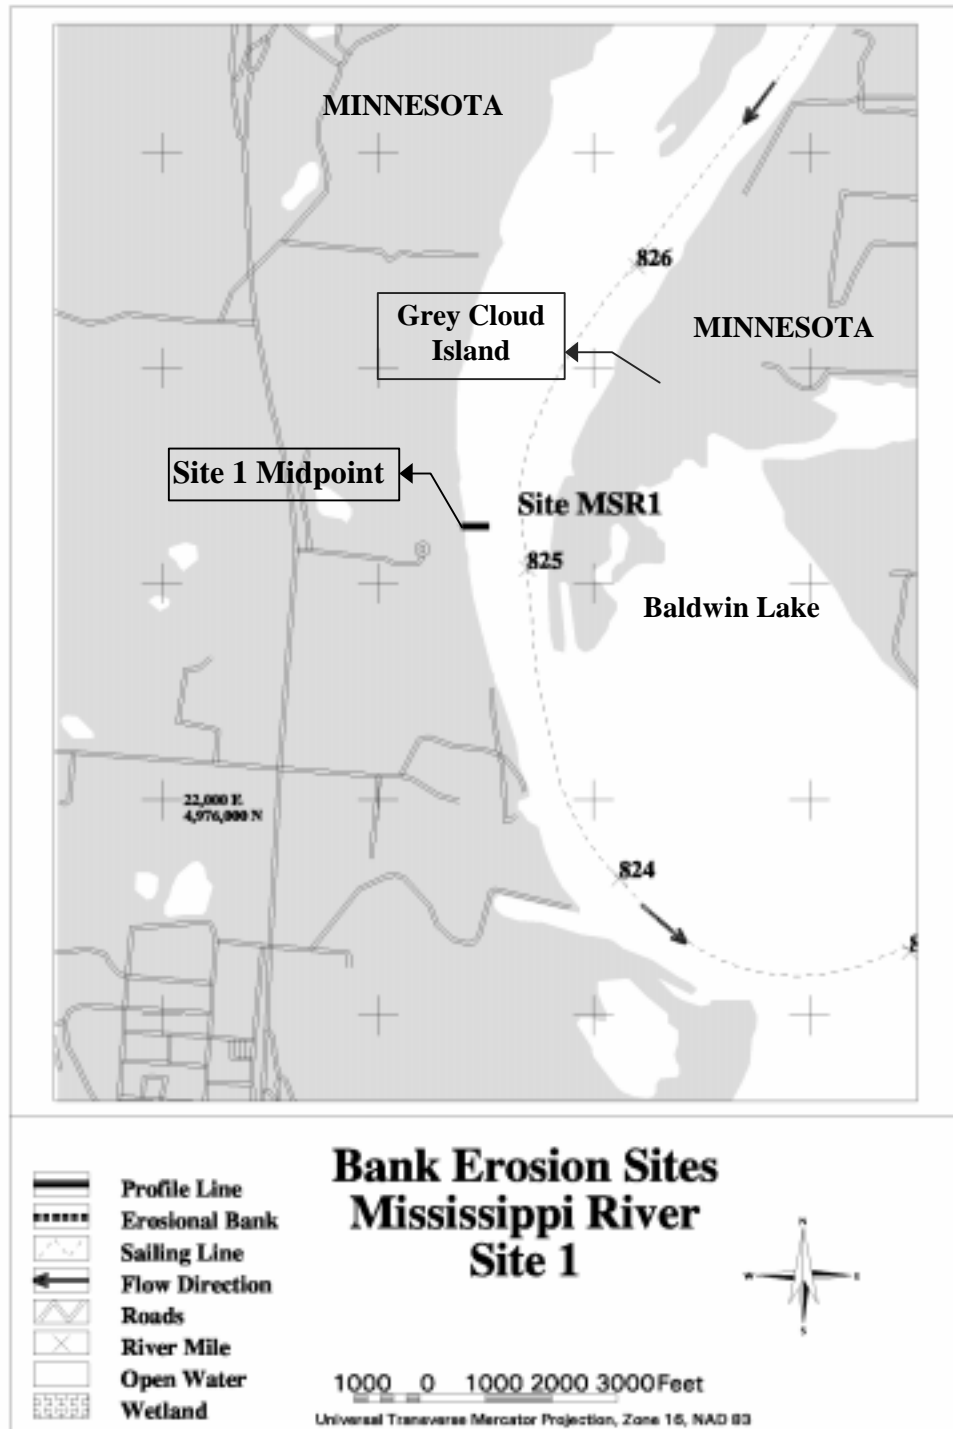 MINNESOTA
826
Grey Cloud
Island
MINNESOTA
Site 1 Midpoint
Site MSR1
825
Baldwin Lake
22,000 E
4,976,000 N
824
8
Bank Erosion Sites
Mississippi River
Site 1
Profile Line
Erosional Bank
Sailing Line
Flow Direction
Roads
River Mile
Open Water
Wetland
N
W
E
S
1000 0 1000 2000 3000 Feet
Universal Transverse Mercator Projection, Zone 15, NAD 83